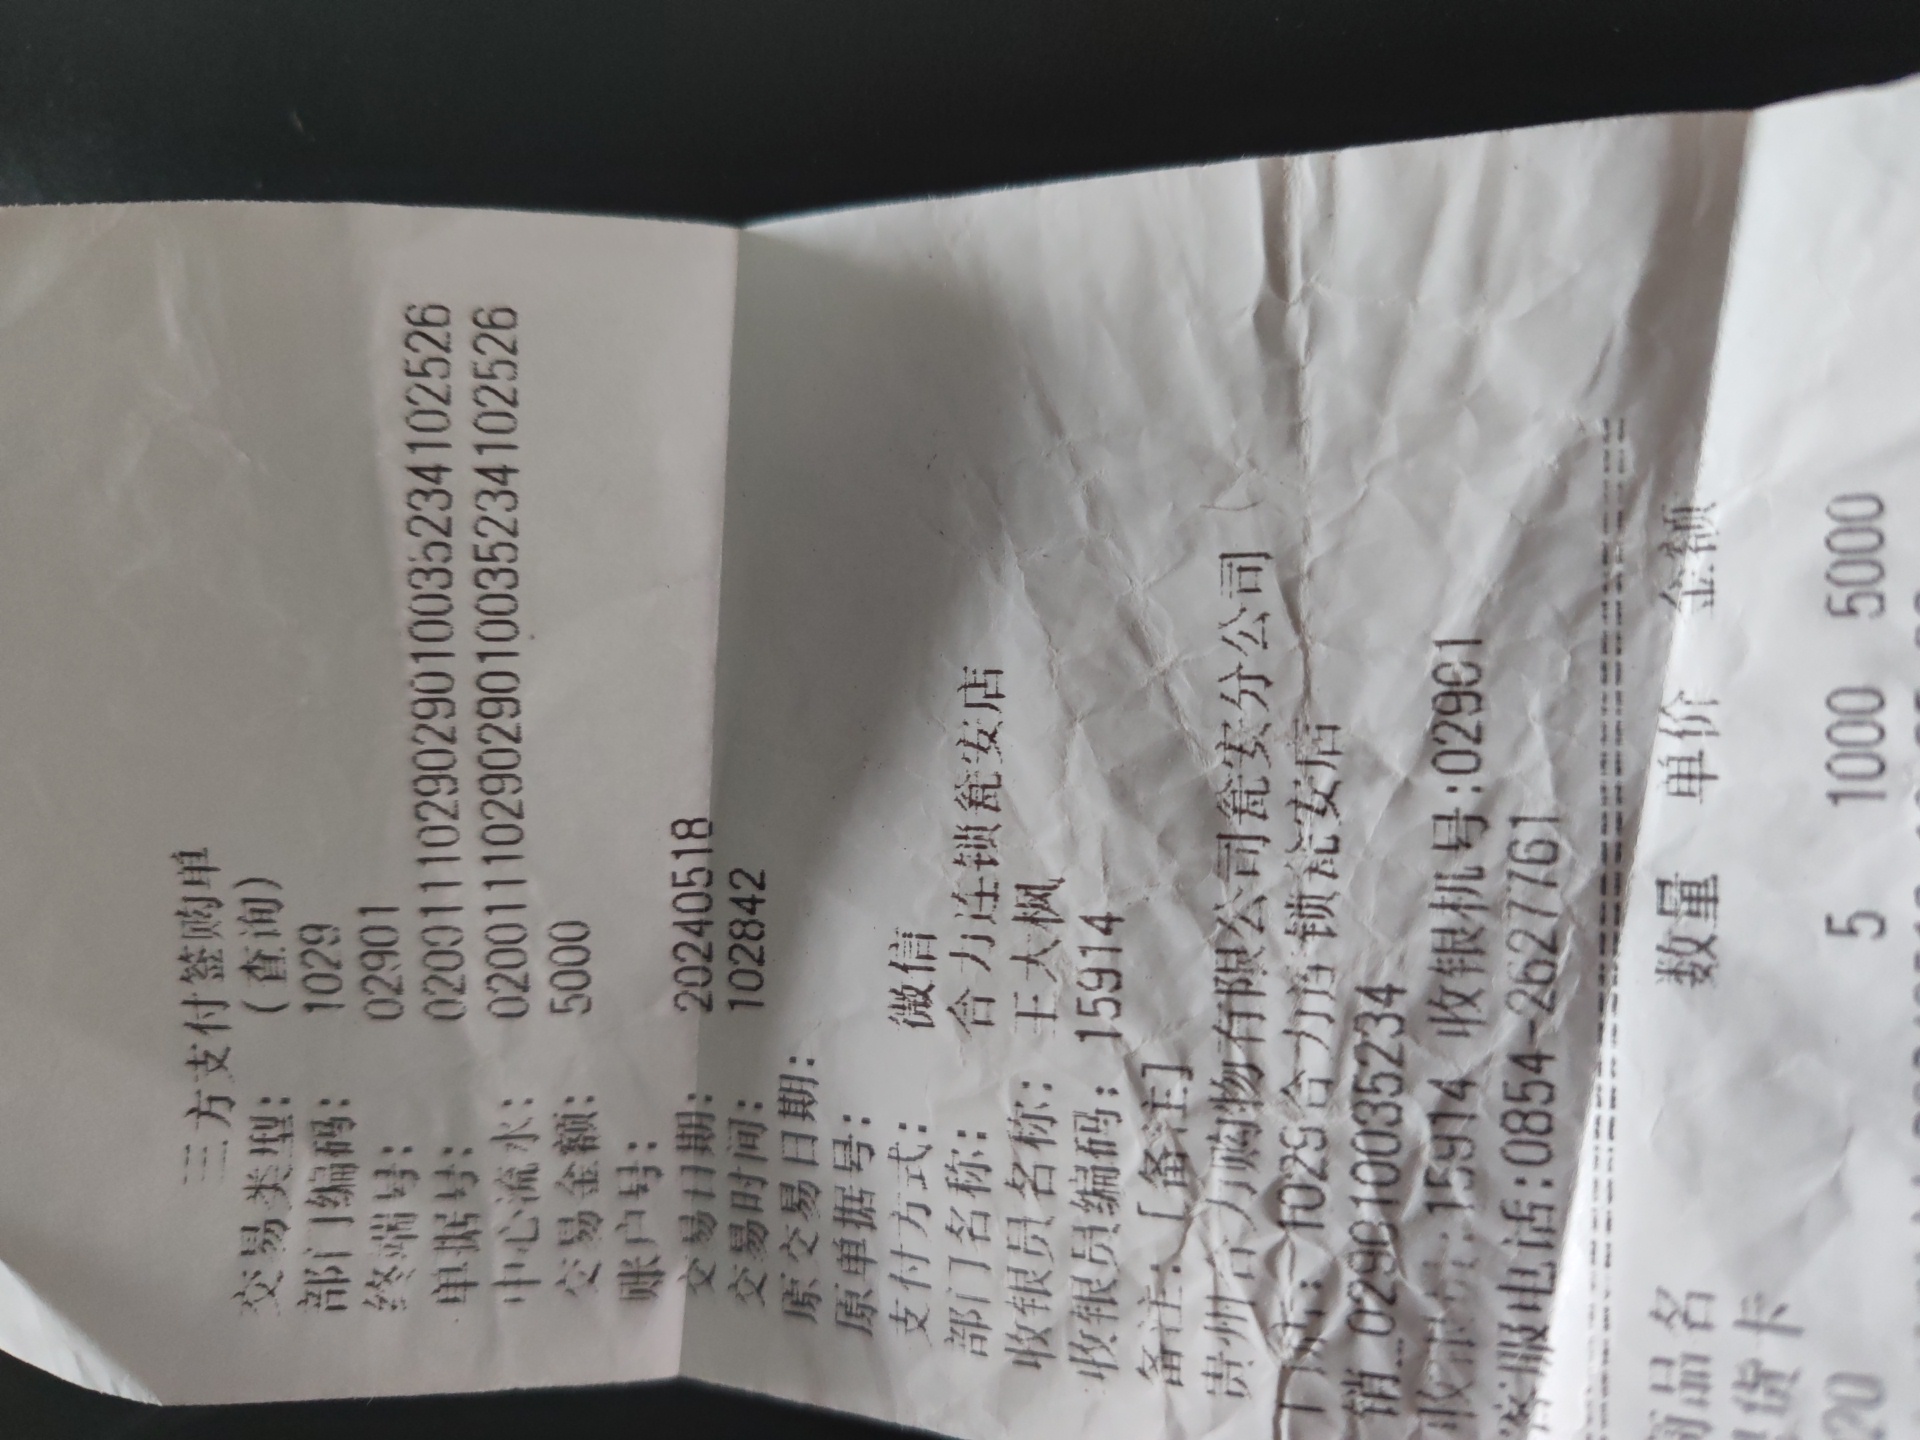 三方支付签购单
交易类型: (查询)
部门编码: 1029
终端号: 02901
单据号: 020011102902901003523410​2526
中心流水: 0200111029029010035234102526
交易金额: 5000
账户号:
交易日期: 20240518
交易时间: 102842
原交易日期:
原单据号:
支付方式: 微信
部门名称: 合力连锁瓮安店
收银员名称: 王大枫
收银员编码: 15914
备注: [备注]
贵州合力购物有限公司瓮安分公司
门店: 1029合力连锁瓮安店
销 029010035234
收银员:15914 收银机号:02901
客服电话:0854-2627761
商品名 数量 单价 金额
货卡
20 5 1000 5000